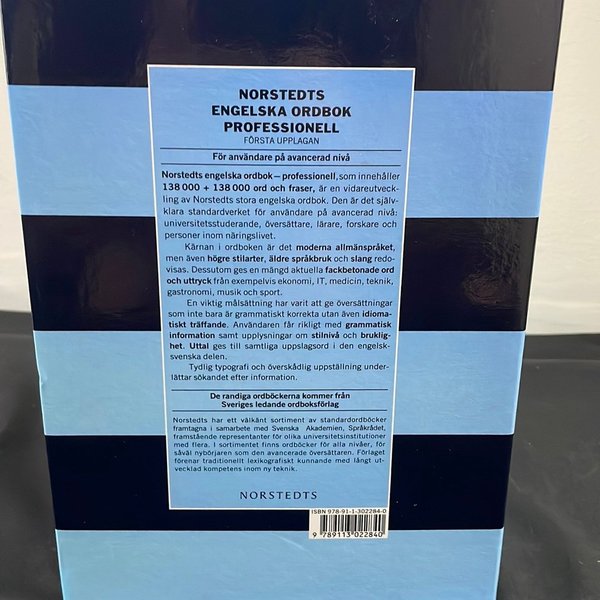 NORSTEDTS
ENGELSKA ORDBOK
PROFESSIONELL
FÖRSTA UPPLAGAN
För användare på avancerad nivå
Norstedts engelska ordbok – professionell, som innehåller
138 000 + 138 000 ord och fraser, är en vidareutveck-
ling av Norstedts stora engelska ordbok. Den är det själv-
klara standardverket för användare på avancerad nivå:
universitetsstuderande, översättare, lärare, forskare och
personer inom näringslivet.
Kärnan i ordboken är det moderna allmänspråket,
men även högre stilarter, äldre språkbruk och slang redo-
visas. Dessutom ges en mängd aktuella fackbetonade ord
och uttryck från exempelvis ekonomi, IT, medicin, teknik,
gastronomi, musik och sport.
En viktig målsättning har varit att ge översättningar
som inte bara är grammatiskt korrekta utan även idioma-
tiskt träffande. Användaren får rikligt med grammatisk
information samt upplysningar om stilnivå och bruklig-
het. Uttal ges till samtliga uppslagsord i den engelsk-
svenska delen.
Tydlig typografi och överskådlig uppställning under-
lättar sökandet efter information.
De randiga ordböckerna kommer från
Sveriges ledande ordboksförlag
Norstedts har ett välkänt sortiment av standardordböcker
framtagna i samarbete med Svenska Akademien, Språkrådet,
framstående representanter för olika universitetsinstitutioner
med flera. I sortimentet finns ordböcker för alla nivåer, för
såväl nybörjaren som den avancerade översättaren. Förlaget
förenar traditionellt lexikografiskt kunnande med långt ut-
vecklad kompetens inom ny teknik.
NORSTEDTS
ISBN 978-91-1-302284-0
9 789113 022840